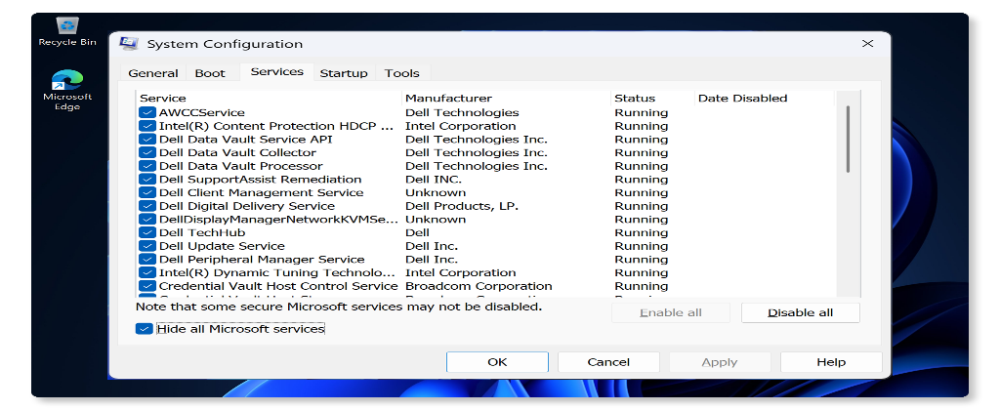 Recycle Bin
Microsoft
Edge
System Configuration
General Boot Services Startup Tools
Service Manufacturer Status Date Disabled
AWCCService Dell Technologies Running
Intel(R) Content Protection HDCP ... Intel Corporation Running
Dell Data Vault Service API Dell Technologies Inc. Running
Dell Data Vault Collector Dell Technologies Inc. Running
Dell Data Vault Processor Dell Technologies Inc. Running
Dell SupportAssist Remediation Dell INC. Running
Dell Client Management Service Unknown Running
Dell Digital Delivery Service Dell Products, LP. Running
DellDisplayManagerNetworkKVMSe... Unknown Running
Dell TechHub Dell Running
Dell Update Service Dell Inc. Running
Dell Peripheral Manager Service Dell Inc. Running
Intel(R) Dynamic Tuning Technolo... Intel Corporation Running
Credential Vault Host Control Service Broadcom Corporation Running
Note that some secure Microsoft services may not be disabled.
Enable all Disable all
Hide all Microsoft services
OK Cancel Apply Help